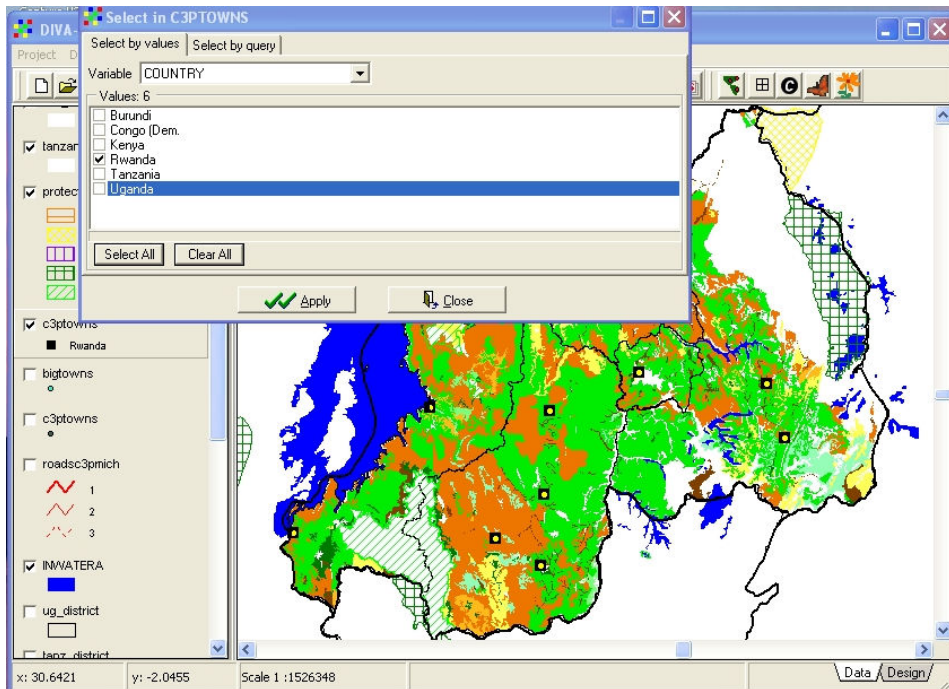 DIVA-
Select in C3PTOWNS
Project
Select by values
Select by query
Variable
COUNTRY
Values: 6
Burundi
Congo (Dem.
Kenya
Rwanda
Tanzania
Uganda
Select All
Clear All
Apply
Close
tanzan
protect
c3ptowns
Rwanda
bigtowns
c3ptowns
roadsc3pmich
1
2
3
INWATERA
ug_district
tanz_district
x: 30.6421
y: -2.0455
Scale 1 :1526348
Data
Design